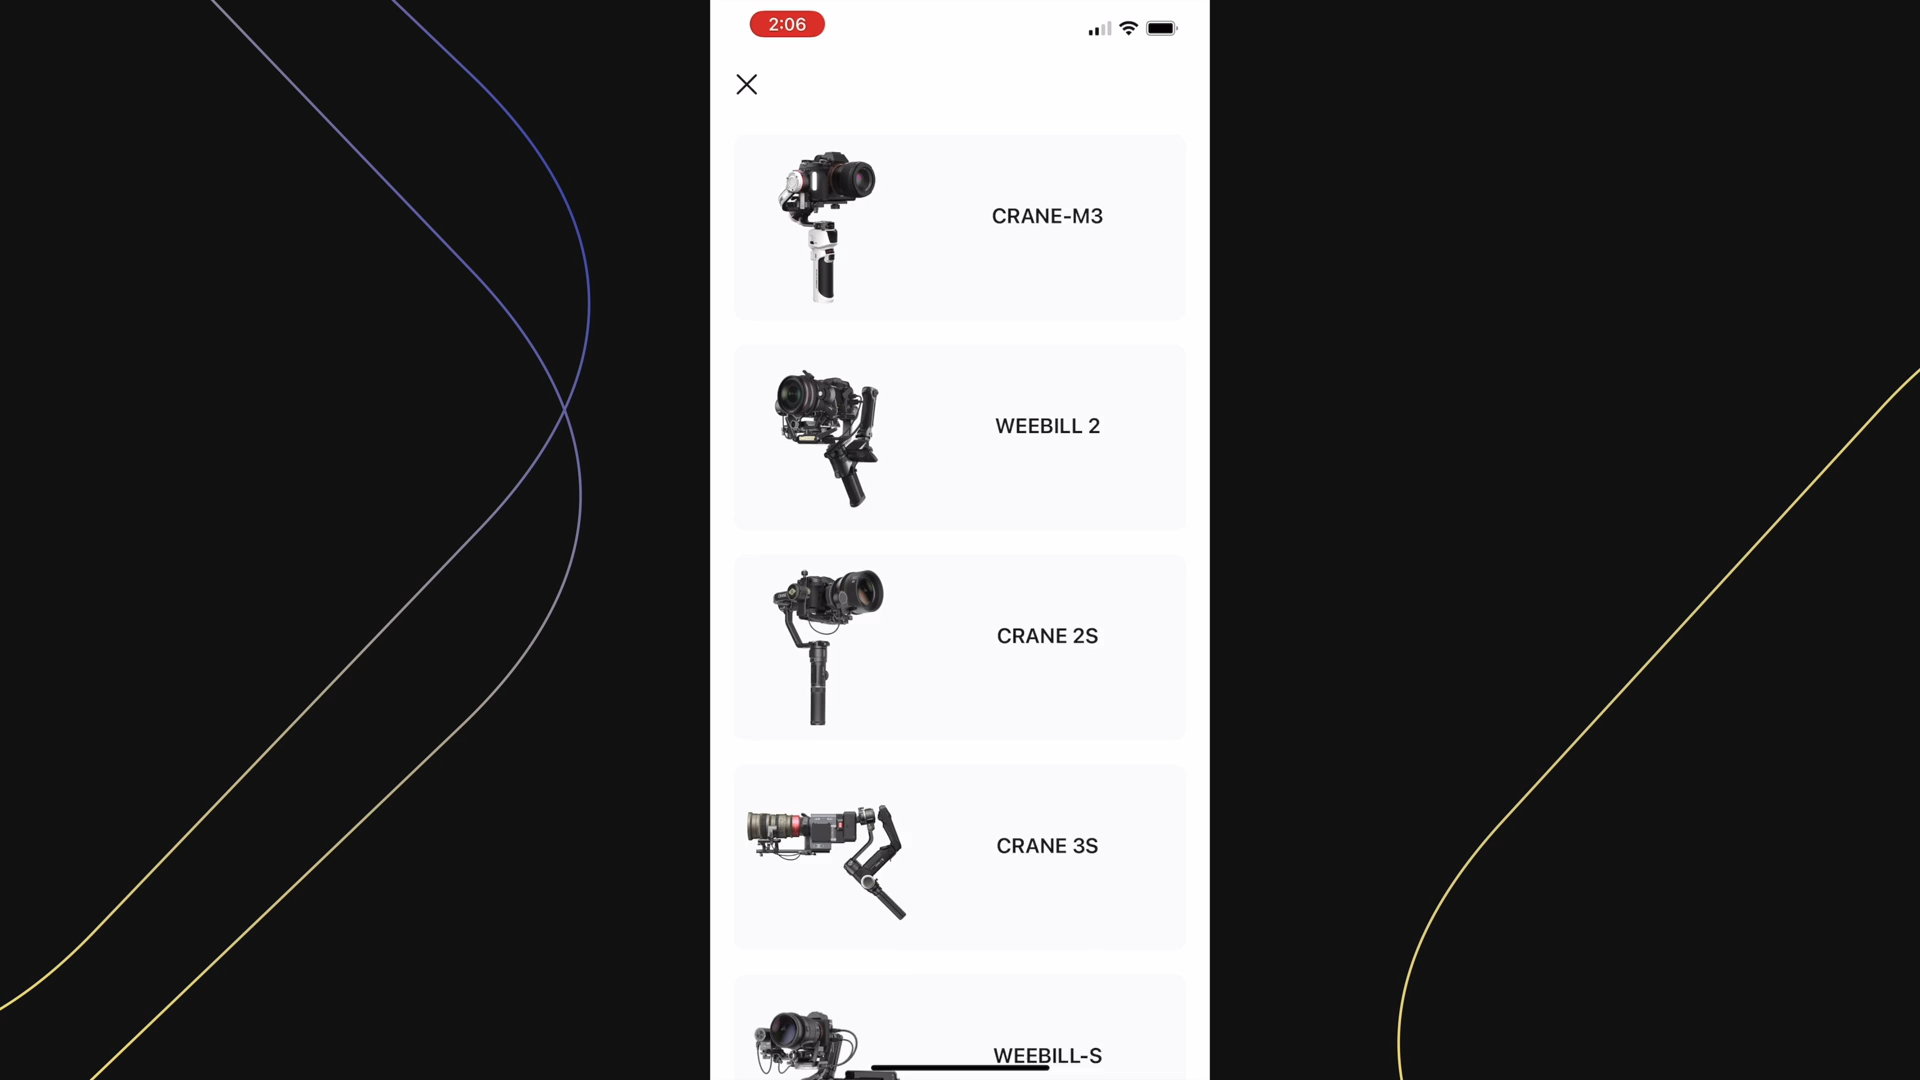 2:06
CRANE-M3
WEEBILL 2
CRANE 2S
CRANE 3S
WEEBILL-S